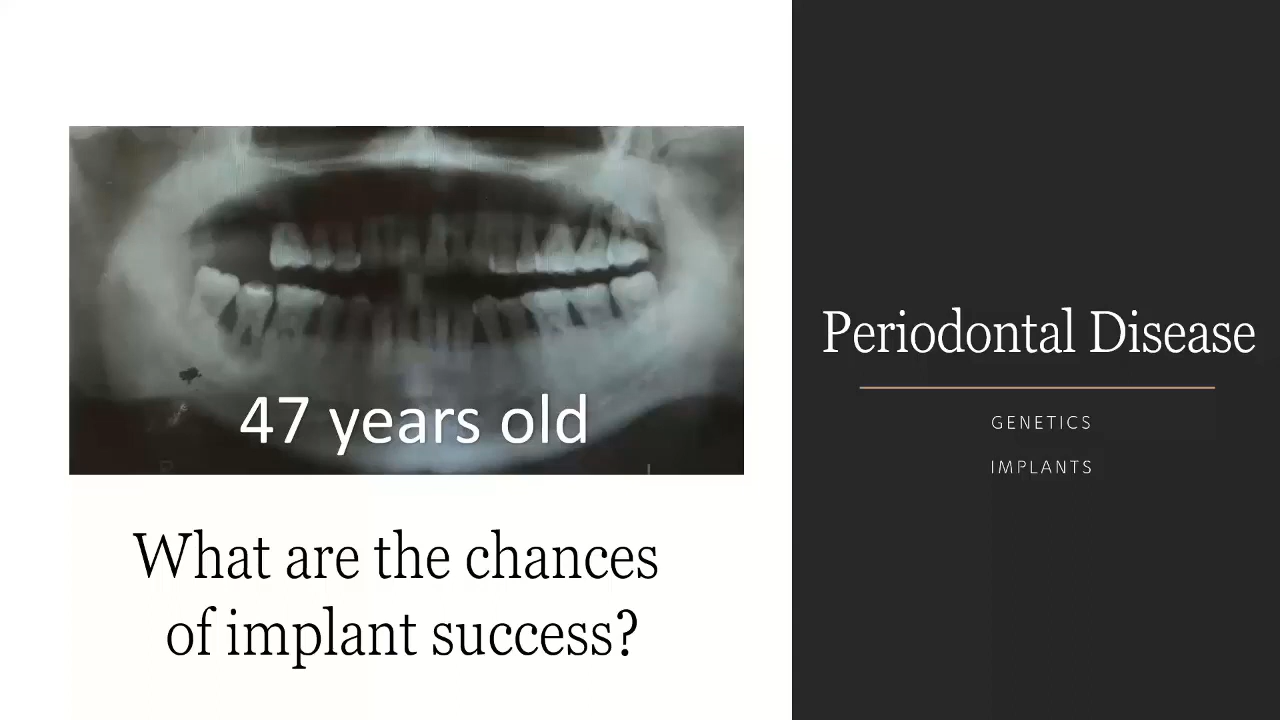 47 years old
What are the chances
of implant success?
Periodontal Disease
GENETICS
IMPLANTS